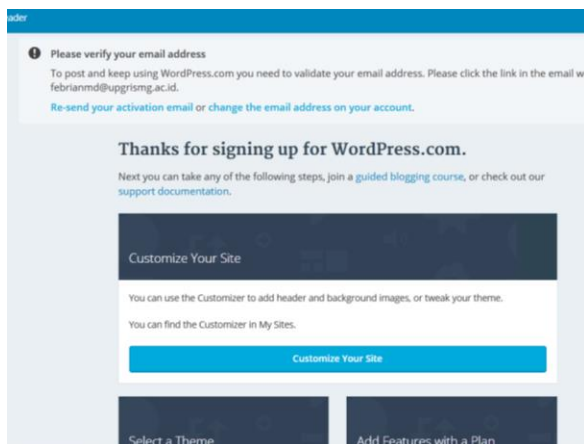 ader
Please verify your email address
To post and keep using WordPress.com you need to validate your email address. Please click the link in the email w
febrianmd@upgrismg.ac.id.
Re-send your activation email or change the email address on your account.
Thanks for signing up for WordPress.com.
Next you can take any of the following steps, join a guided blogging course, or check out our
support documentation.
Customize Your Site
You can use the Customizer to add header and background images, or tweak your theme.
You can find the Customizer in My Sites.
Customize Your Site
Select a Theme
Add Features with a Plan